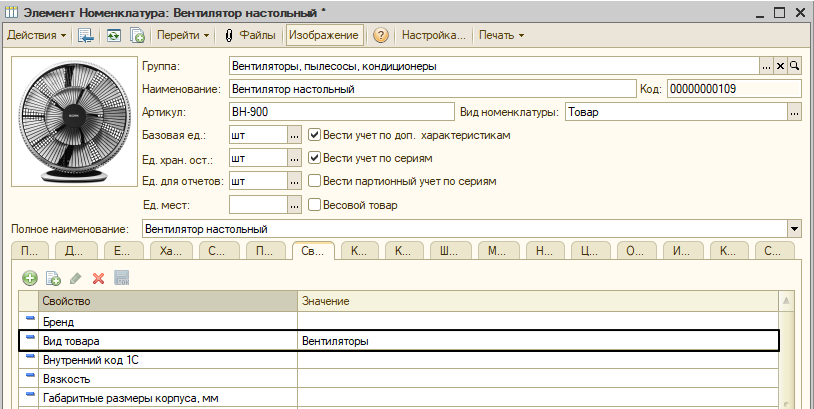 Элемент Номенклатура: Вентилятор настольный *
Действия Перейти Файлы Изображение ? Настройка... Печать
Группа: Вентиляторы, пылесосы, кондиционеры ...
Наименование: Вентилятор настольный Код: 00000000109
Артикул: ВН-900 Вид номенклатуры: Товар ...
Базовая ед.: шт ... Вести учет по доп. характеристикам
Ед. хран. ост.: шт ... Вести учет по сериям
Ед. для отчетов: шт ... Вести партионный учет по сериям
Ед. мест: ... Весовой товар
Полное наименование: Вентилятор настольный
П... Д... Е... Ха... С... П... Св... К... К... Ш... М... Н... Ц... О... И... К... С...
Свойство Значение
Бренд
Вид товара Вентиляторы
Внутренний код 1С
Вязкость
Габаритные размеры корпуса, мм